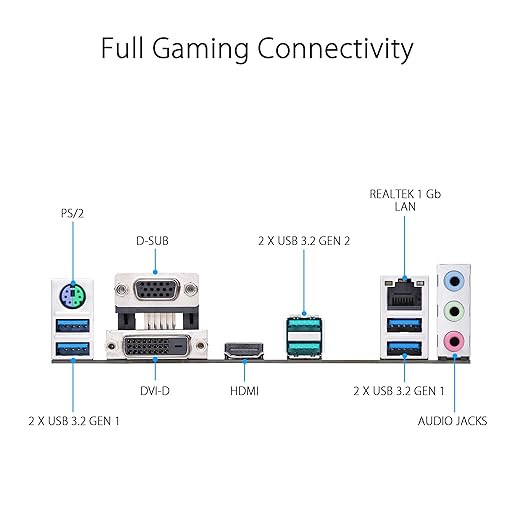 Full Gaming Connectivity
PS/2
D-SUB
2 X USB 3.2 GEN 2
REALTEK 1 Gb
LAN
2 X USB 3.2 GEN 1
DVI-D
HDMI
2 X USB 3.2 GEN 1
AUDIO JACKS